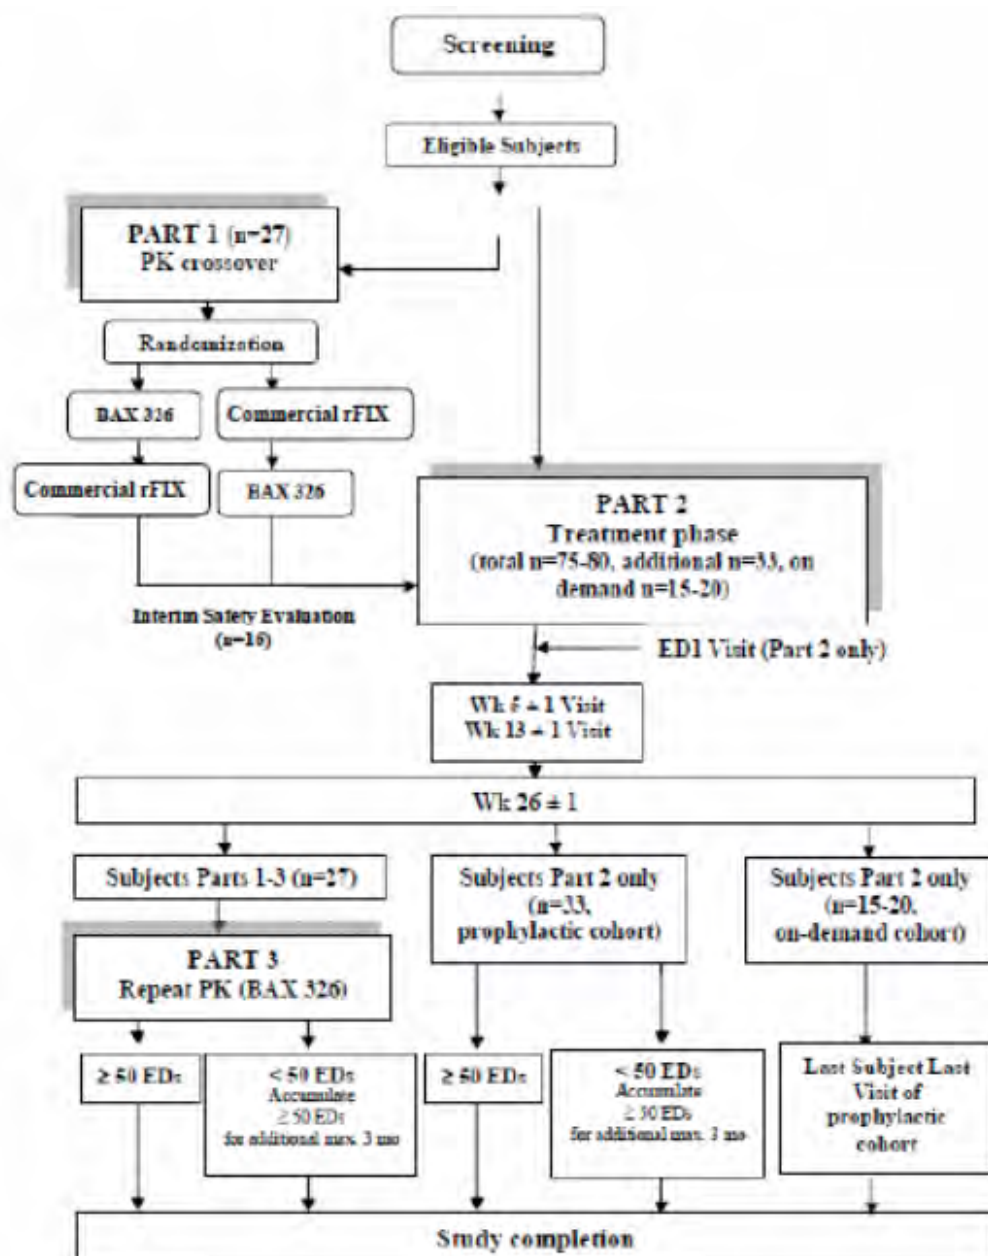 Screening
Eligible Subjects
PART 1 (n=27)
PK crossover
Randomization
BAX 326
Commercial rFIX
Commercial rFIX
BAX 326
PART 2
Treatment phase
(total n=75-80, additional n=33, on
demand n=15-20)
Interim Safety Evaluation
(n=16)
ED1 Visit (Part 2 only)
Wk 5 ± 1 Visit
Wk 13 ± 1 Visit
Wk 26 ± 1
Subjects Parts 1-3 (n=27)
Subjects Part 2 only
(n=33,
prophylactic cohort)
Subjects Part 2 only
(n=15-20,
on-demand cohort)
PART 3
Repeat PK (BAX 326)
≥ 50 EDs
< 50 EDs
Accumulate
≥ 50 EDs
for additional max. 3 mo
≥ 50 EDs
< 50 EDs
Accumulate
≥ 50 EDs
for additional max. 3 mo
Last Subject Last
Visit of
prophylactic
cohort
Study completion